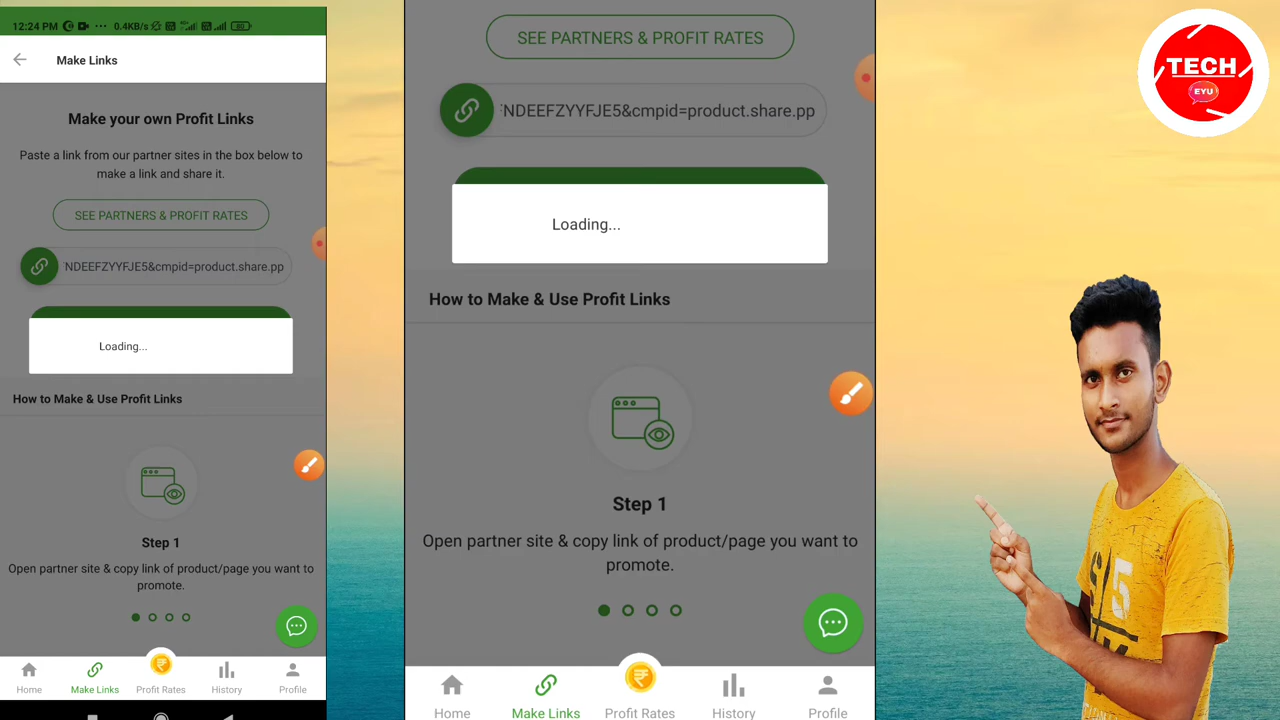 12:24 PM
0.4KB/s
Make Links
Make your own Profit Links
Paste a link from our partner sites in the box below to
make a link and share it.
SEE PARTNERS & PROFIT RATES
NDEEFZYYFJE5&cmpid=product.share.pp
Loading...
How to Make & Use Profit Links
Step 1
Open partner site & copy link of product/page you want to
promote.
Home
Make Links
Profit Rates
History
Profile
SEE PARTNERS & PROFIT RATES
NDEEFZYYFJE5&cmpid=product.share.pp
Loading...
How to Make & Use Profit Links
Step 1
Open partner site & copy link of product/page you want to
promote.
Home
Make Links
Profit Rates
History
Profile
TECH
EYU